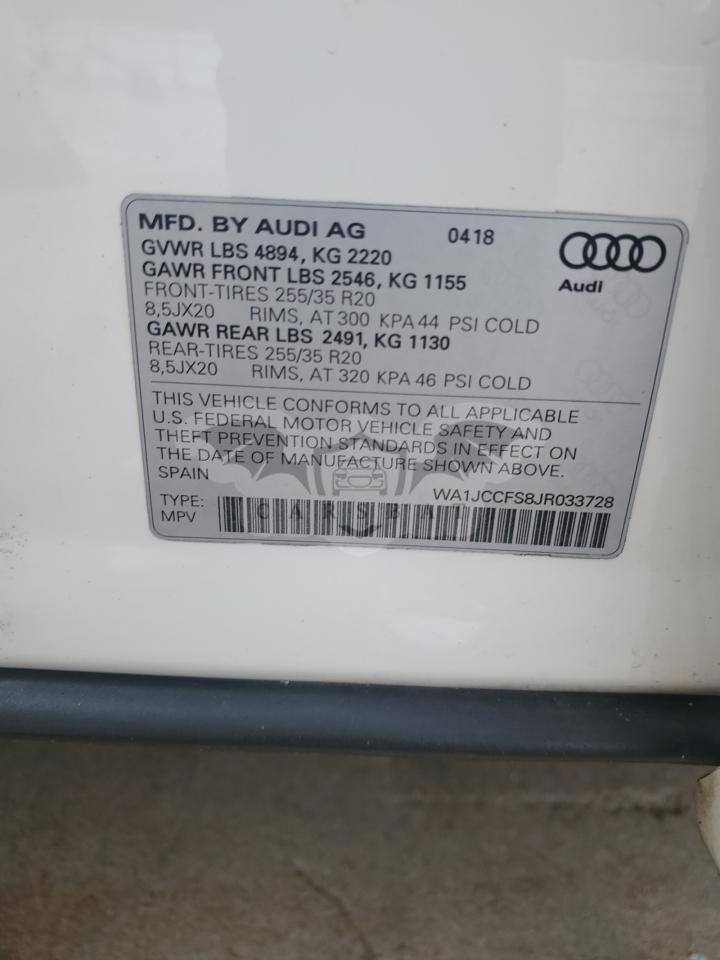 MFD. BY AUDI AG 0418
GVWR LBS 4894, KG 2220
GAWR FRONT LBS 2546, KG 1155
Audi
FRONT-TIRES 255/35 R20
8,5JX20 RIMS, AT 300 KPA 44 PSI COLD
GAWR REAR LBS 2491, KG 1130
REAR-TIRES 255/35 R20
8,5JX20 RIMS, AT 320 KPA 46 PSI COLD
THIS VEHICLE CONFORMS TO ALL APPLICABLE
U.S. FEDERAL MOTOR VEHICLE SAFETY AND
THEFT PREVENTION STANDARDS IN EFFECT ON
THE DATE OF MANUFACTURE SHOWN ABOVE.
SPAIN
WA1JCCFS8JR033728
TYPE:
MPV
CARSBAT